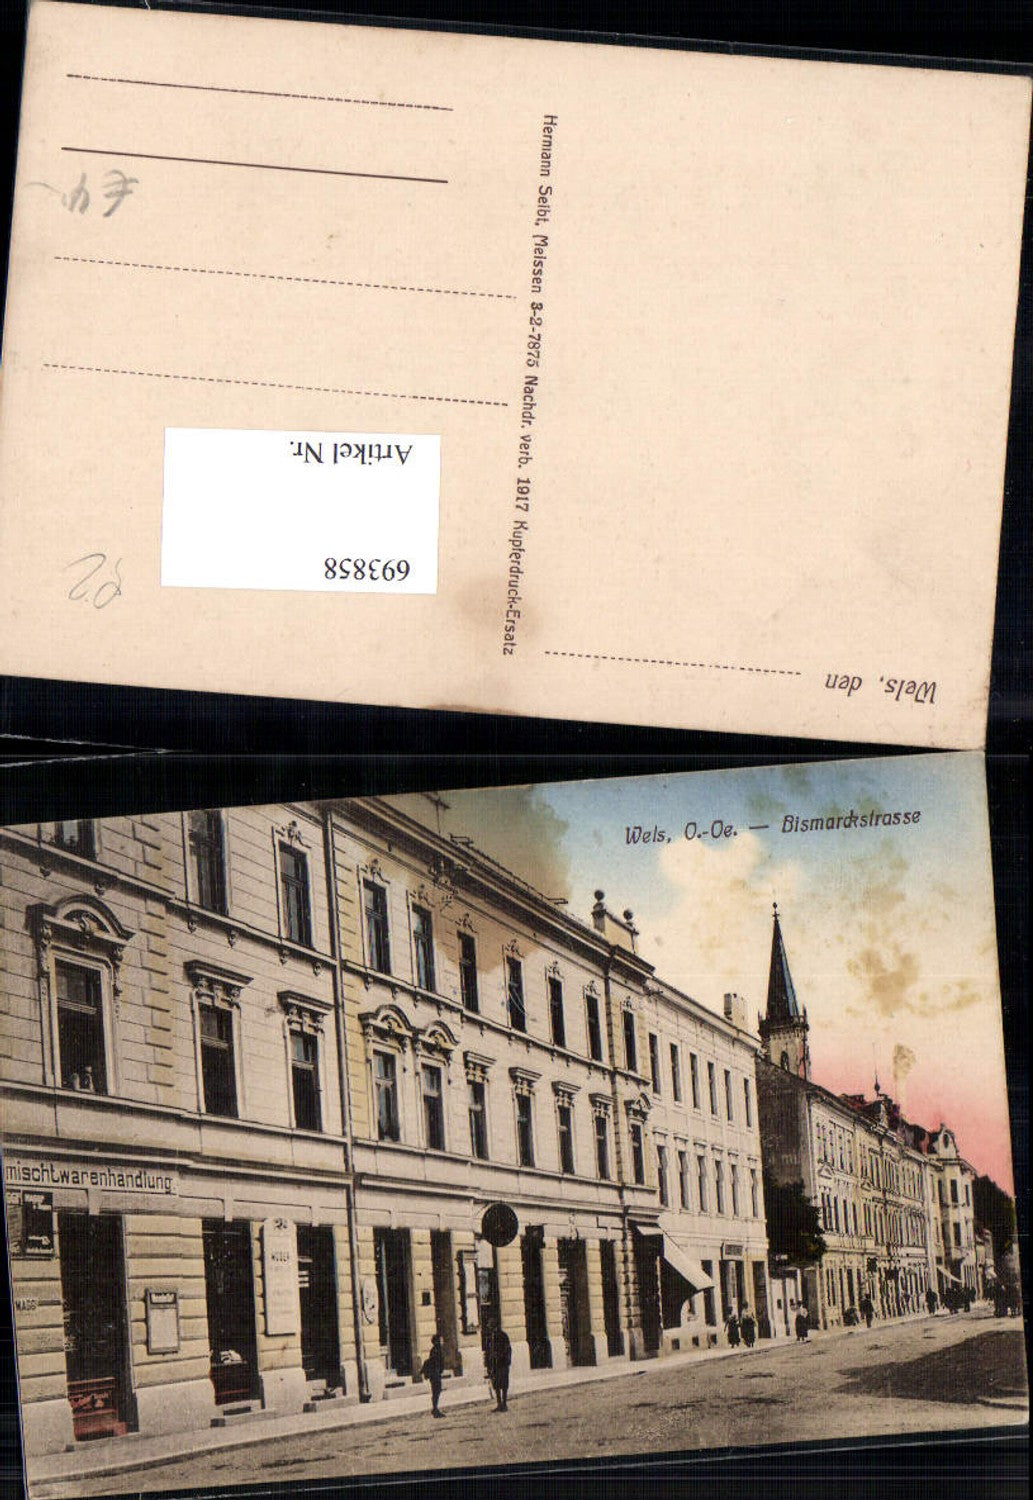 Hermann Seibt, Meissen 3-2-7875 Nachdr. verb. 1917 Kupferdruck-Ersatz
Artikel Nr.
693858
Wels, den
Wels, O.-Oe. — Bismarckstrasse
mischtwarenhandlung
MAGGI